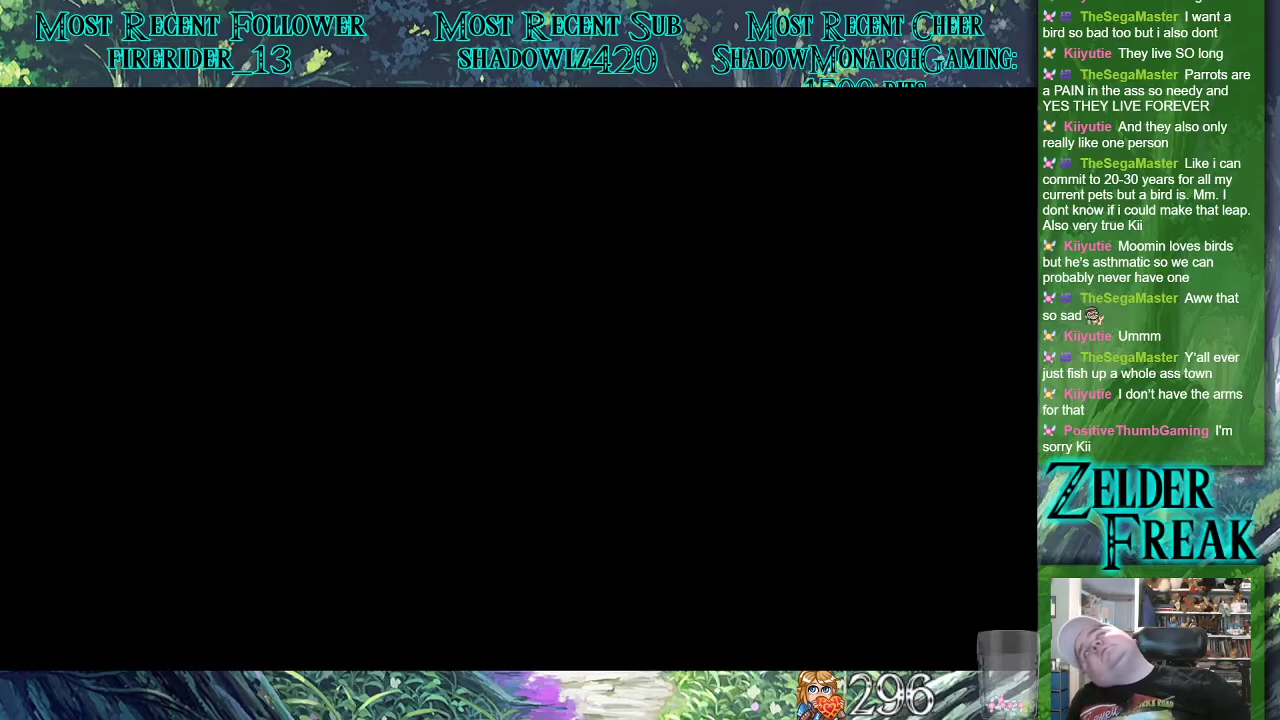 Most Recent Follower
firerider_13
Most Recent Sub
shadowlz420
Most Recent Cheer
ShadowMonarchGaming:
1500 bits
TheSegaMaster I want a
bird so bad too but i also dont
Kiiyutie They live SO long
TheSegaMaster Parrots are
a PAIN in the ass so needy and
YES THEY LIVE FOREVER
Kiiyutie And they also only
really like one person
TheSegaMaster Like i can
commit to 20-30 years for all my
current pets but a bird is. Mm. I
dont know if i could make that leap.
Also very true Kii
Kiiyutie Moomin loves birds
but he's asthmatic so we can
probably never have one
TheSegaMaster Aww that
so sad
Kiiyutie Ummm
TheSegaMaster Y'all ever
just fish up a whole ass town
Kiiyutie I don't have the arms
for that
PositiveThumbGaming I'm
sorry Kii
Zelder
Freak
296